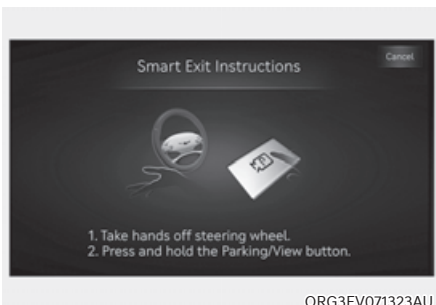 Smart Exit Instructions
Cancel
1. Take hands off steering wheel.
2. Press and hold the Parking/View button.
ORG3EV071323AU